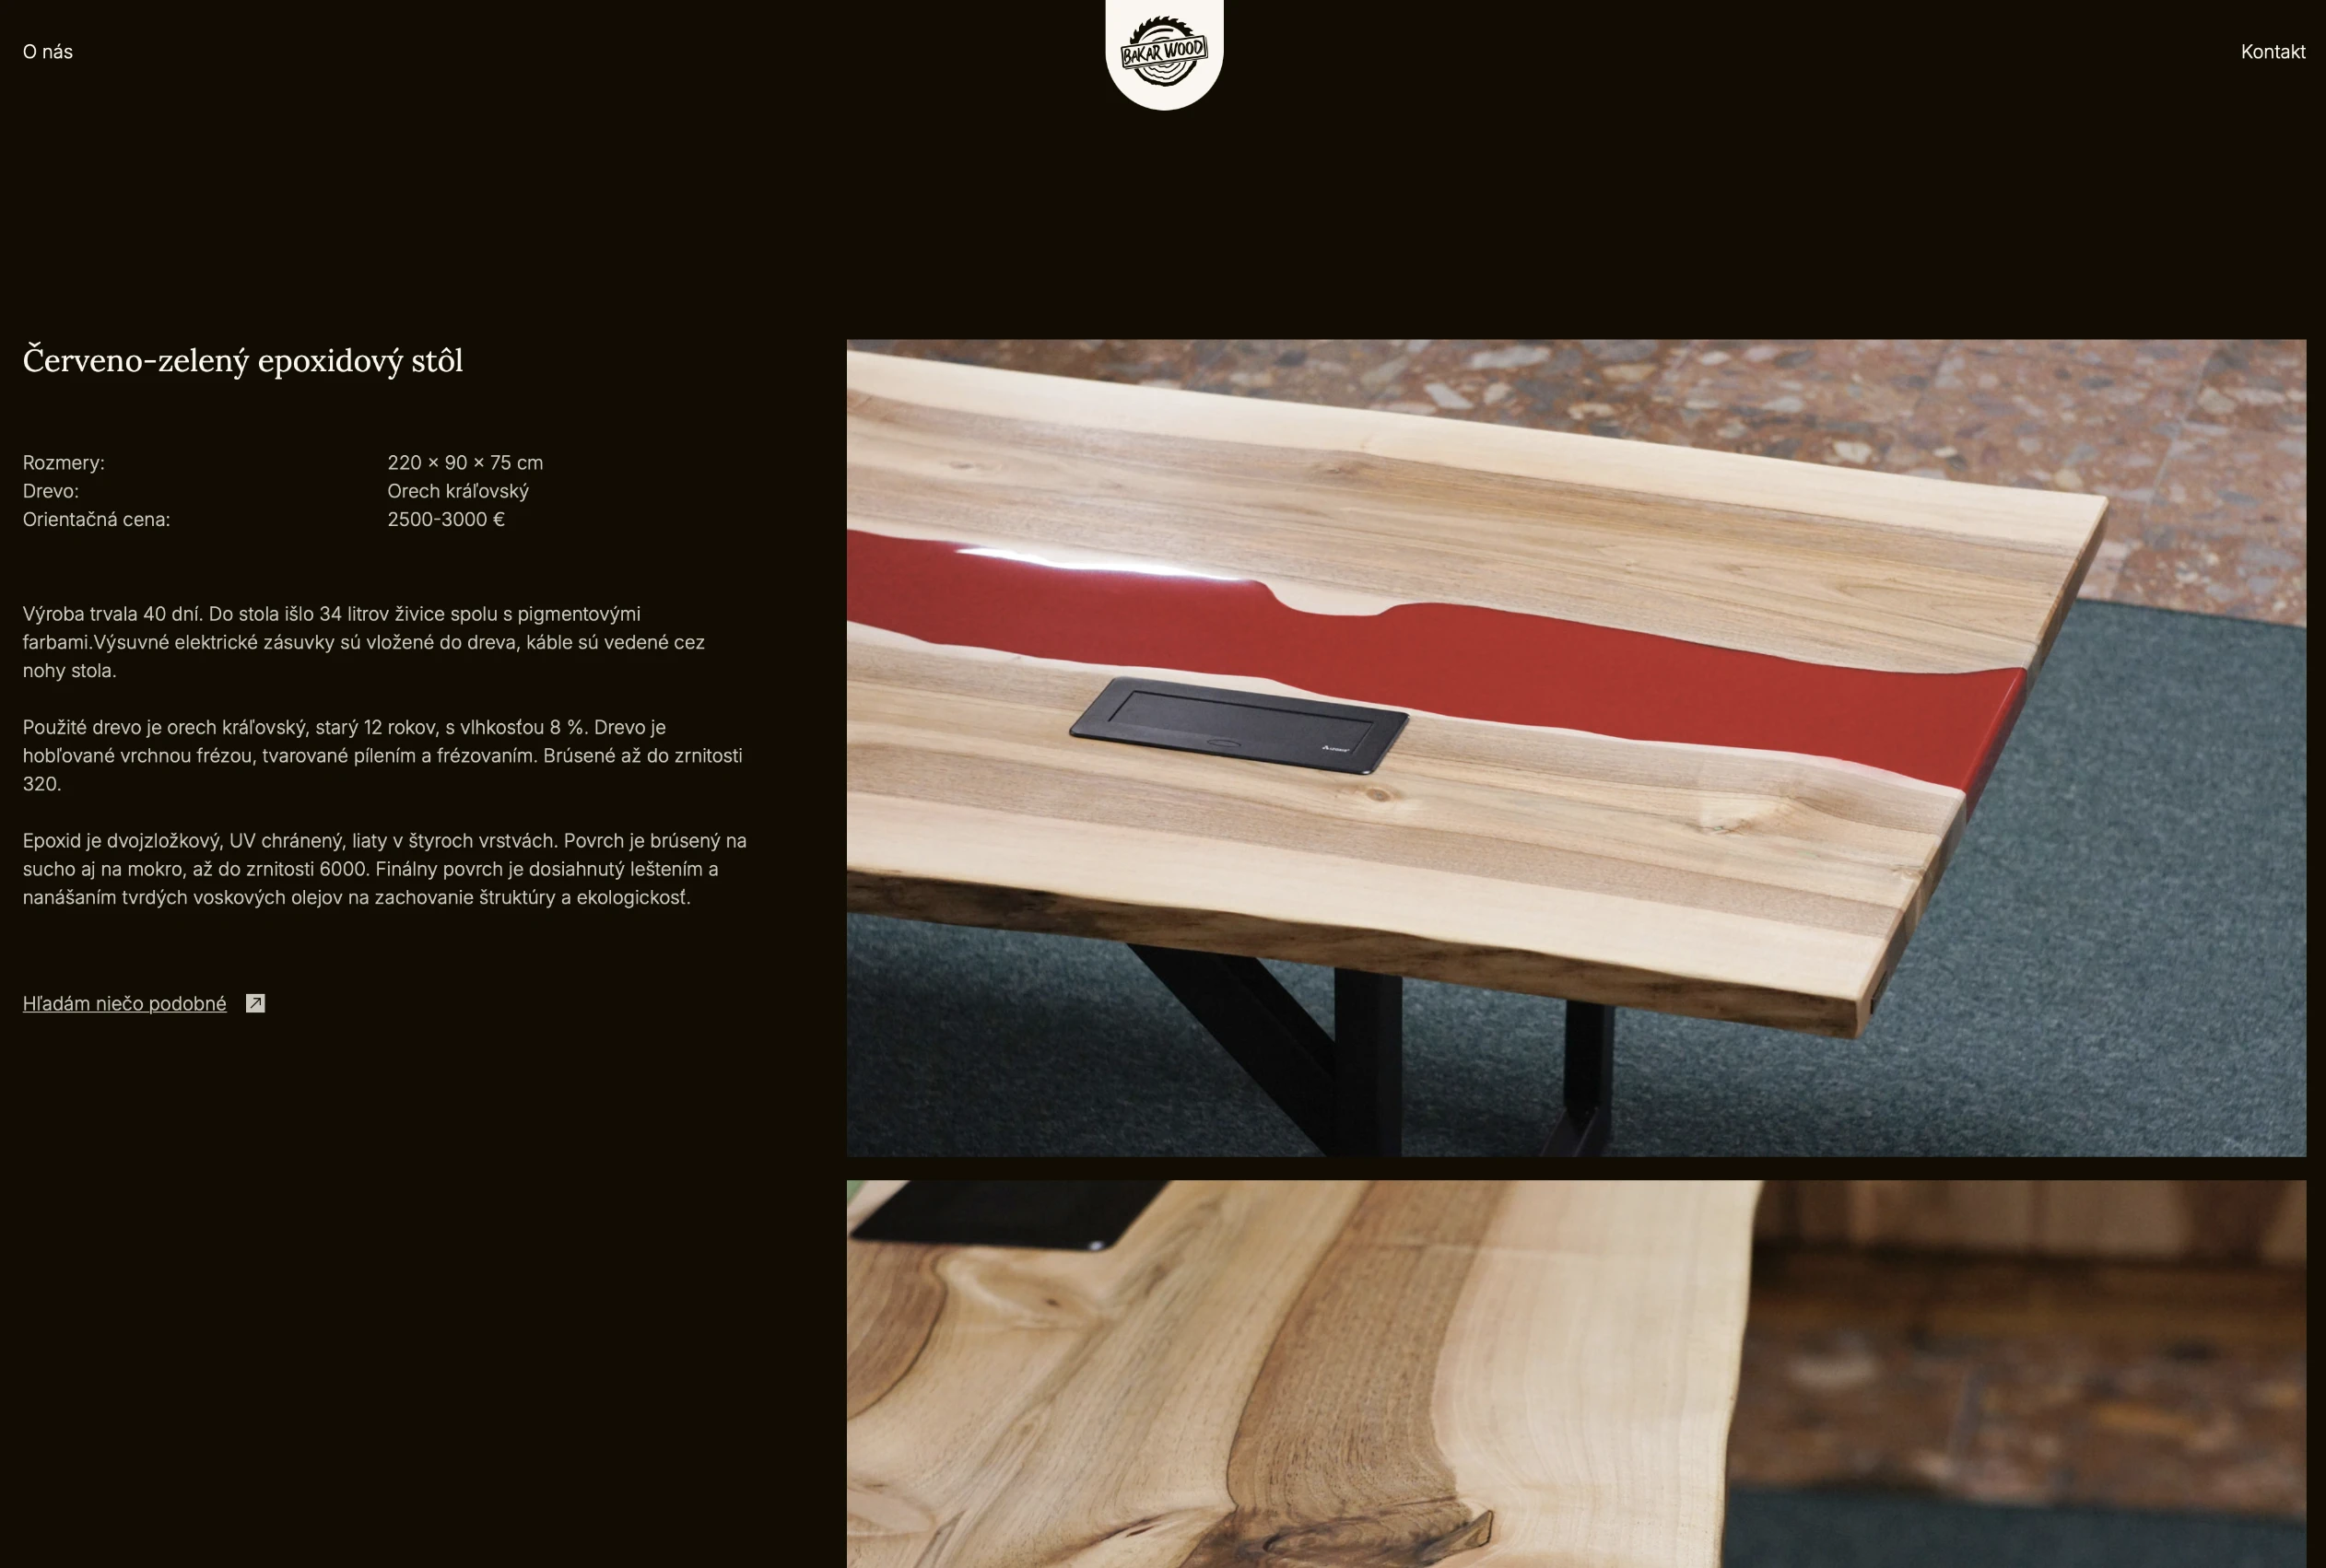 O nás
BAKAR WOOD
Kontakt
Červeno-zelený epoxidový stôl
Rozmery: 220 × 90 × 75 cm
Drevo: Orech kráľovský
Orientačná cena: 2500-3000 €
Výroba trvala 40 dní. Do stola išlo 34 litrov živice spolu s pigmentovými
farbami.Výsuvné elektrické zásuvky sú vložené do dreva, káble sú vedené cez
nohy stola.
Použité drevo je orech kráľovský, starý 12 rokov, s vlhkosťou 8 %. Drevo je
hobľované vrchnou frézou, tvarované pílením a frézovaním. Brúsené až do zrnitosti
320.
Epoxid je dvojzložkový, UV chránený, liaty v štyroch vrstvách. Povrch je brúsený na
sucho aj na mokro, až do zrnitosti 6000. Finálny povrch je dosiahnutý leštením a
nanášaním tvrdých voskových olejov na zachovanie štruktúry a ekologickosť.
Hľadám niečo podobné